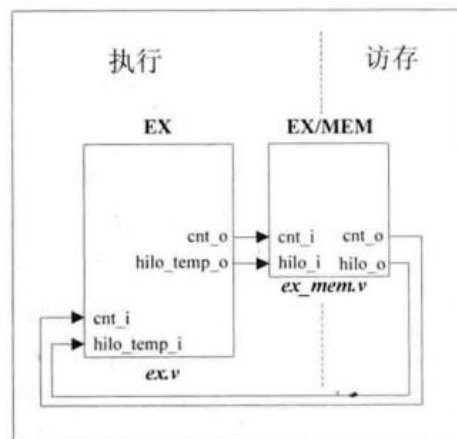 执行
访存
EX
EX/MEM
cnt_o
hilo_temp_o
cnt_i
hilo_i
cnt_o
hilo_o
ex_mem.v
cnt_i
hilo_temp_i
ex.v